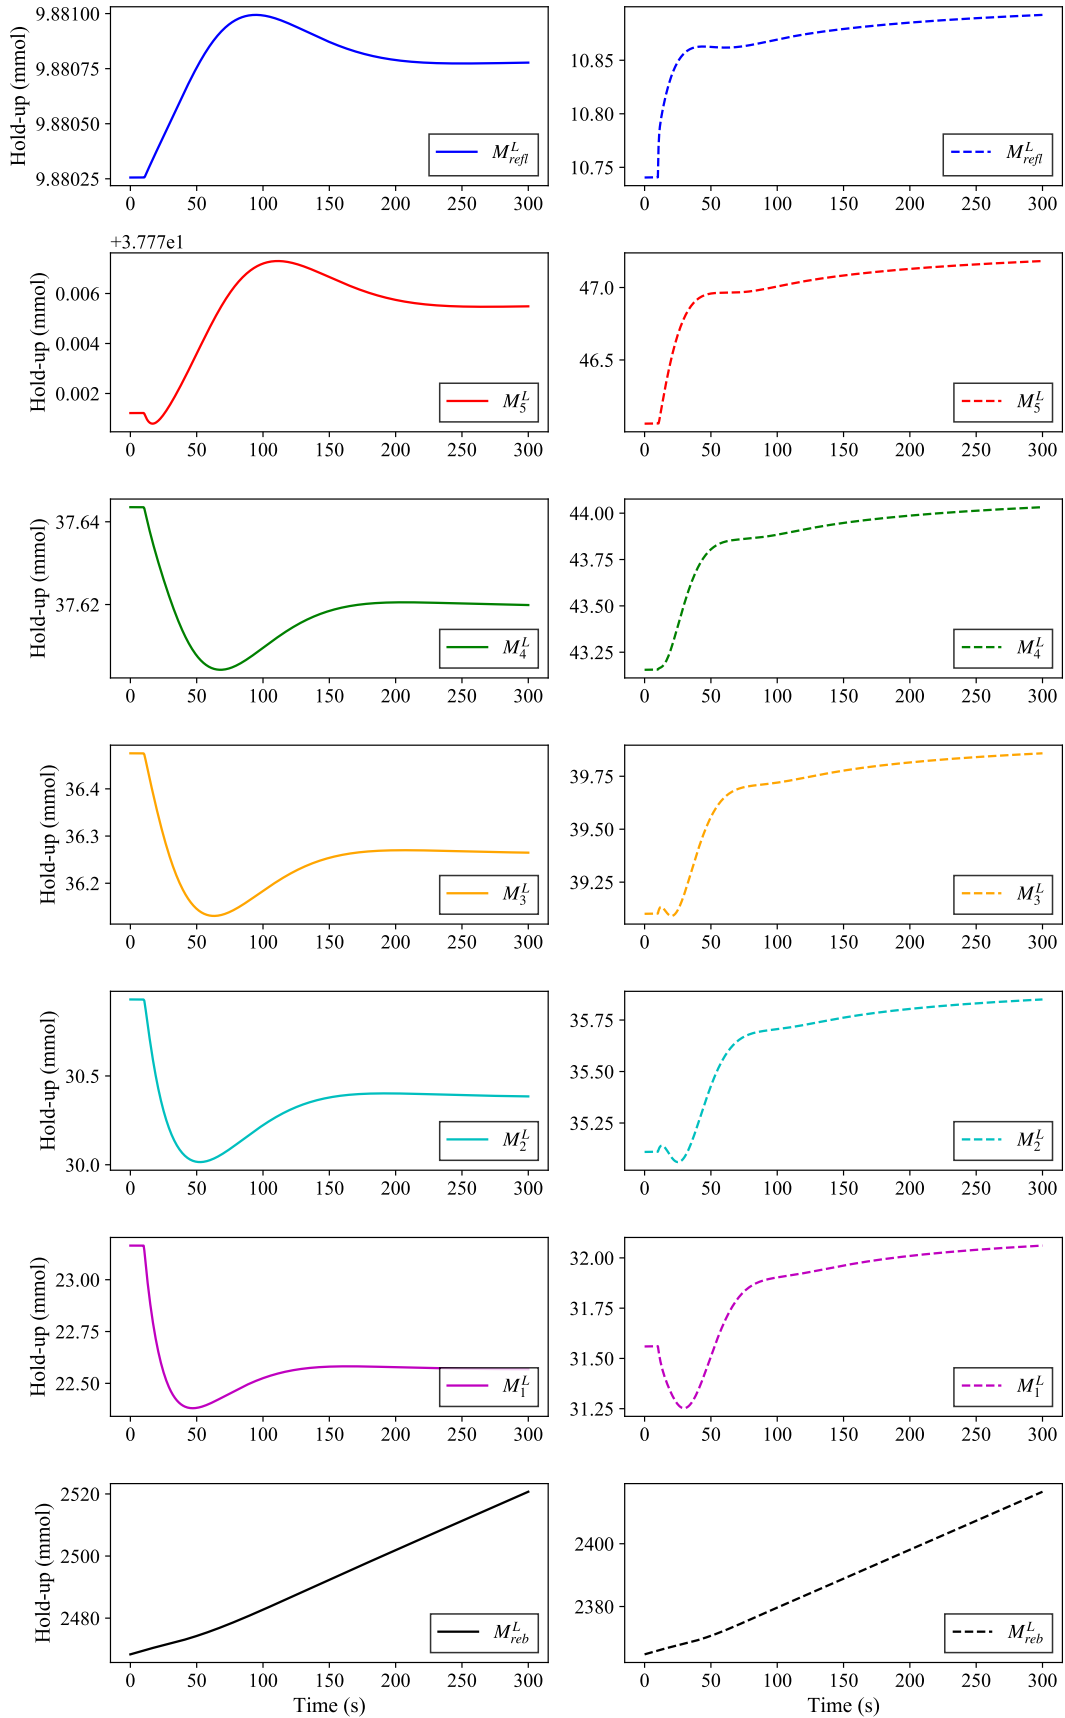 9.88100
9.88075
9.88050
9.88025
Hold-up (mmol)
M^L_refl
0 50 100 150 200 250 300
10.85
10.80
10.75
M^L_refl
0 50 100 150 200 250 300
+3.777e1
0.006
0.004
0.002
Hold-up (mmol)
M^L_5
0 50 100 150 200 250 300
47.0
46.5
M^L_5
0 50 100 150 200 250 300
37.64
37.62
Hold-up (mmol)
M^L_4
0 50 100 150 200 250 300
44.00
43.75
43.50
43.25
M^L_4
0 50 100 150 200 250 300
36.4
36.3
36.2
Hold-up (mmol)
M^L_3
0 50 100 150 200 250 300
39.75
39.50
39.25
M^L_3
0 50 100 150 200 250 300
30.5
30.0
Hold-up (mmol)
M^L_2
0 50 100 150 200 250 300
35.75
35.50
35.25
M^L_2
0 50 100 150 200 250 300
23.00
22.75
22.50
Hold-up (mmol)
M^L_1
0 50 100 150 200 250 300
32.00
31.75
31.50
31.25
M^L_1
0 50 100 150 200 250 300
2520
2500
2480
Hold-up (mmol)
M^L_reb
0 50 100 150 200 250 300
Time (s)
2400
2380
M^L_reb
0 50 100 150 200 250 300
Time (s)